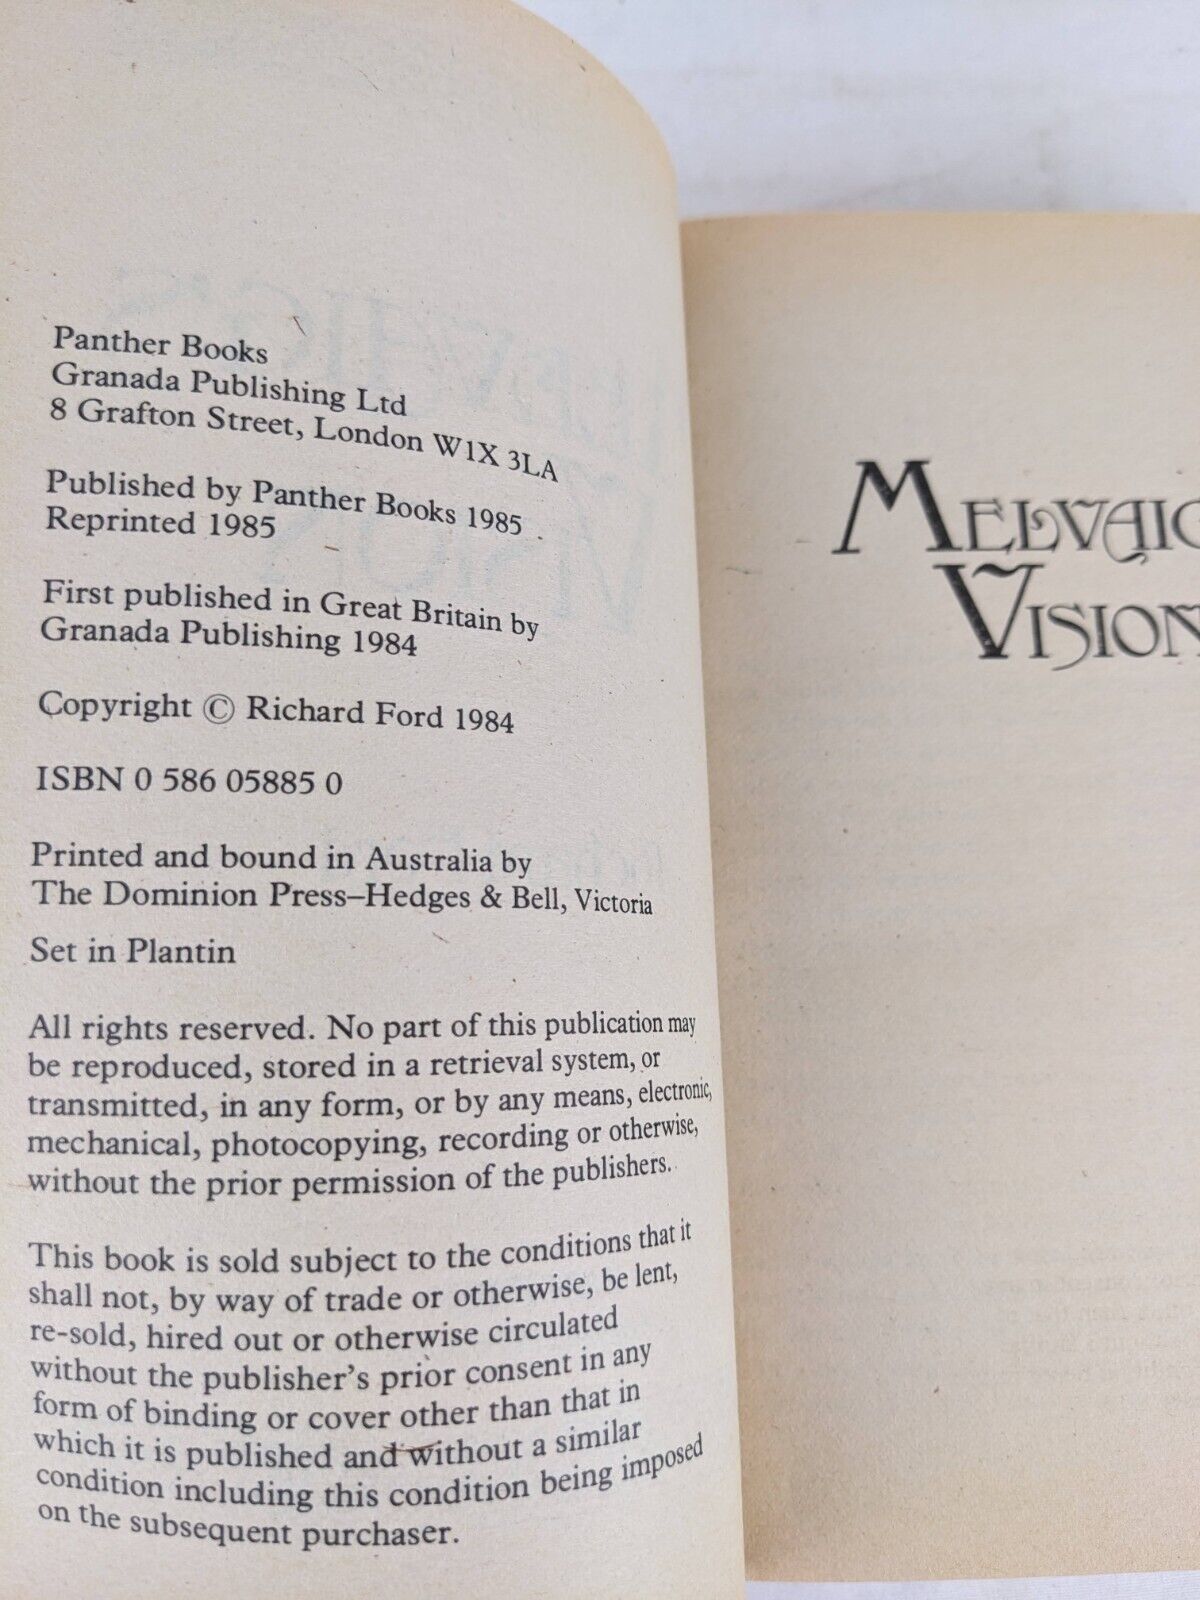 Panther Books
Granada Publishing Ltd
8 Grafton Street, London W1X 3LA
Published by Panther Books 1985
Reprinted 1985
First published in Great Britain by
Granada Publishing 1984
Copyright © Richard Ford 1984
ISBN 0 586 05885 0
Printed and bound in Australia by
The Dominion Press–Hedges & Bell, Victoria
Set in Plantin
All rights reserved. No part of this publication may
be reproduced, stored in a retrieval system, or
transmitted, in any form, or by any means, electronic,
mechanical, photocopying, recording or otherwise,
without the prior permission of the publishers.
This book is sold subject to the conditions that it
shall not, by way of trade or otherwise, be lent,
re-sold, hired out or otherwise circulated
without the publisher's prior consent in any
form of binding or cover other than that in
which it is published and without a similar
condition including this condition being imposed
on the subsequent purchaser.
MELVAIG
VISION